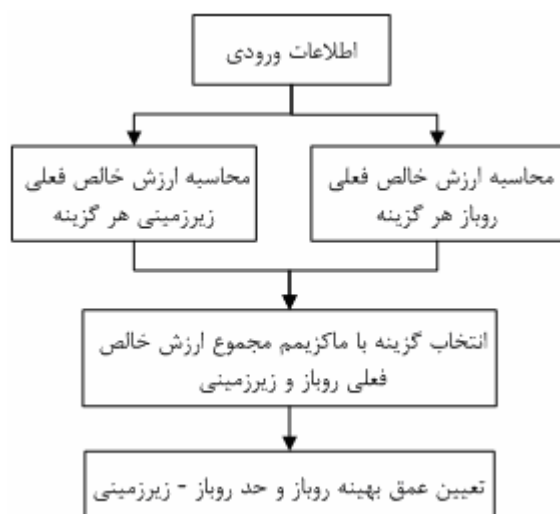 اطلاعات ورودی
محاسبه ارزش خالص فعلی
روباز هر گزینه
محاسبه ارزش خالص فعلی
زیرزمینی هر گزینه
انتخاب گزینه با ماکزیمم مجموع ارزش خالص
فعلی روباز و زیرزمینی
تعیین عمق بهینه روباز و حد روباز - زیرزمینی